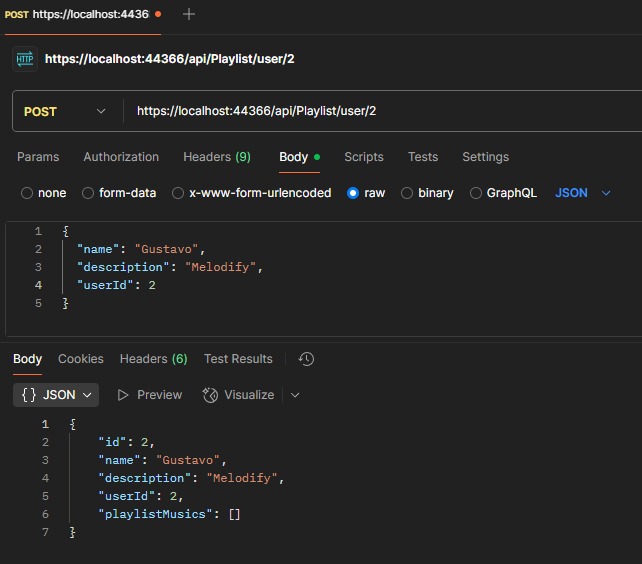 POST https://localhost:4436
HTTP https://localhost:44366/api/Playlist/user/2
POST https://localhost:44366/api/Playlist/user/2
Params Authorization Headers (9) Body Scripts Tests Settings
none form-data x-www-form-urlencoded raw binary GraphQL JSON
1 {
2 "name": "Gustavo",
3 "description": "Melodify",
4 "userId": 2
5 }
Body Cookies Headers (6) Test Results
{} JSON Preview Visualize
1 {
2 "id": 2,
3 "name": "Gustavo",
4 "description": "Melodify",
5 "userId": 2,
6 "playlistMusics": []
7 }